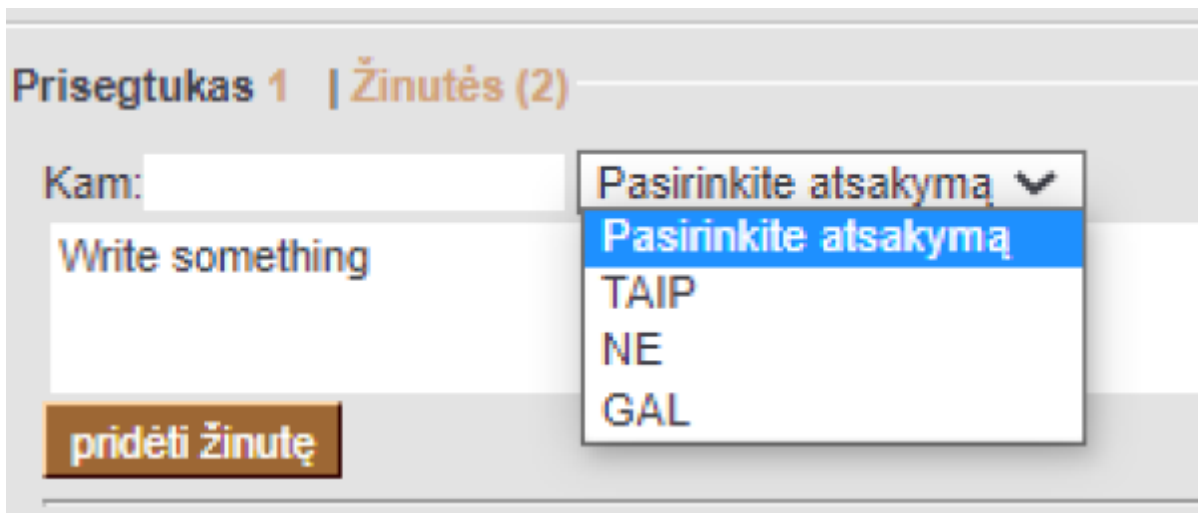 Prisegtukas 1 | Žinutės (2)
Kam: Pasirinkite atsakymą
Write something
Pasirinkite atsakymą
TAIP
NE
GAL
pridėti žinutę